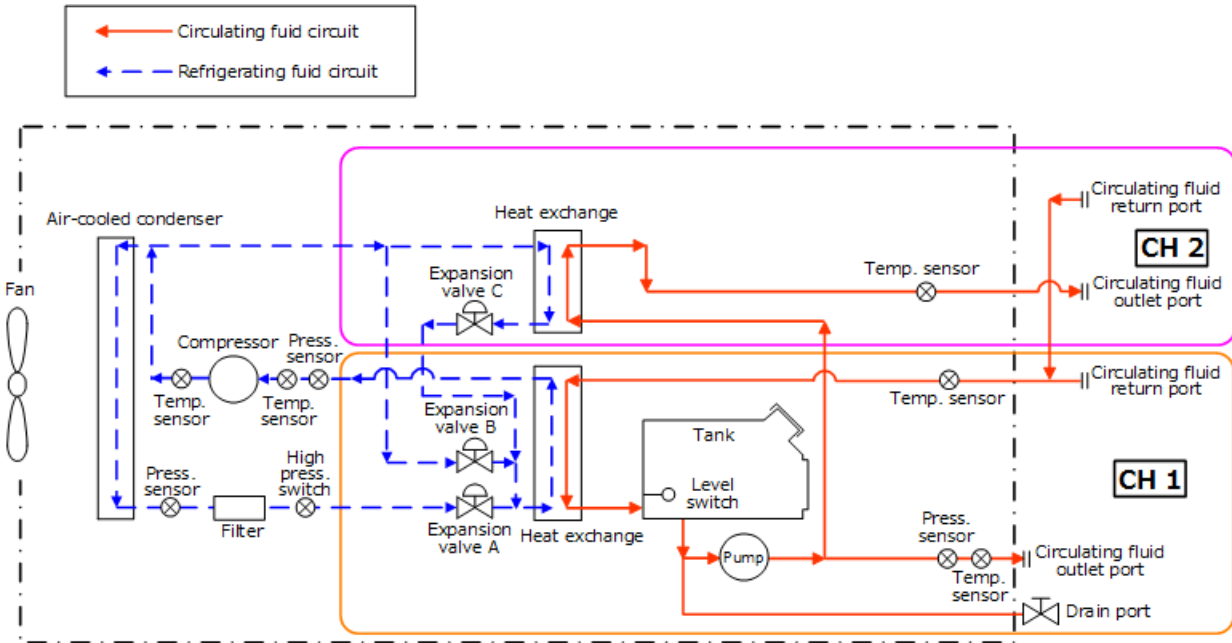 Circulating fuid circuit
Refrigerating fuid circuit
Air-cooled condenser
Fan
Compressor
Press.
sensor
Temp.
sensor
Temp.
sensor
Press.
sensor
Filter
High
press.
switch
Heat exchange
Expansion
valve C
Expansion
valve B
Expansion
valve A
Heat exchange
Tank
Level
switch
Pump
Temp. sensor
Circulating fluid
return port
CH 2
Circulating fluid
outlet port
Temp. sensor
Circulating fluid
return port
CH 1
Press.
sensor
Temp.
sensor
Circulating fluid
outlet port
Drain port